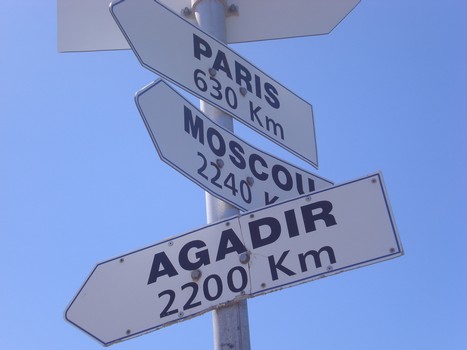 PARIS
630 Km
MOSCOU
2240 K
AGADIR
2200 Km